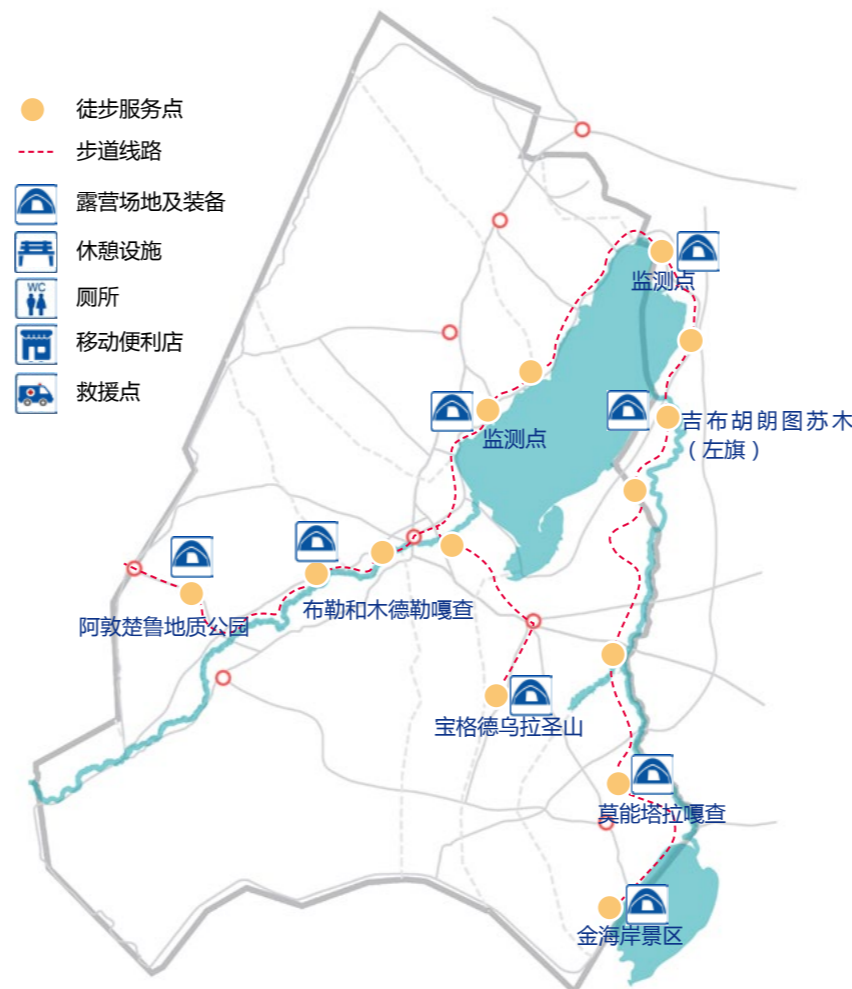 徒步服务点
步道线路
露营场地及装备
休憩设施
WC
厕所
移动便利店
救援点
监测点
监测点
吉布胡朗图苏木
（左旗）
布勒和木德勒嘎查
阿敦楚鲁地质公园
宝格德乌拉圣山
莫能塔拉嘎查
金海岸景区